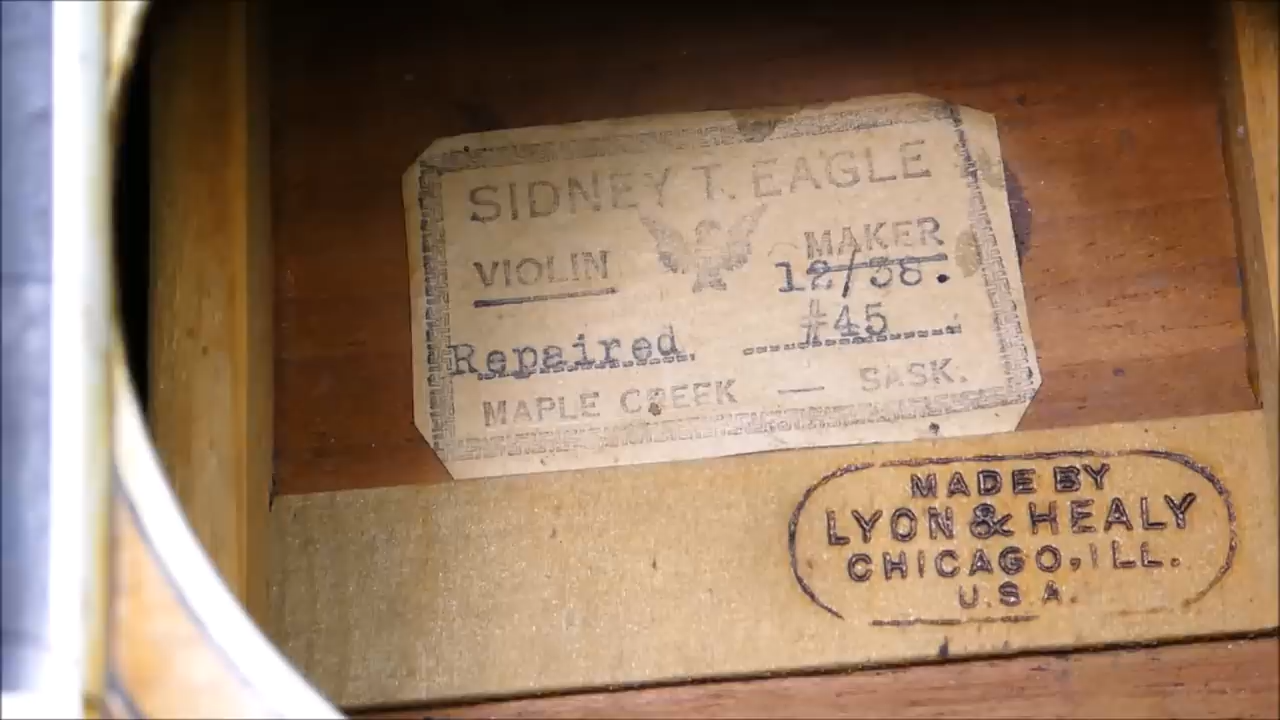 SIDNEY T. EAGLE
VIOLIN MAKER
12/38.
#45
Repaired
MAPLE CREEK — SASK.
MADE BY
LYON & HEALY
CHICAGO, ILL.
U.S.A.